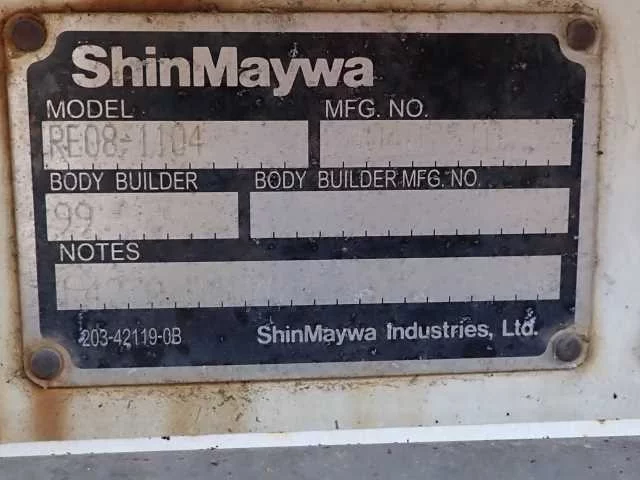 ShinMaywa
MODEL MFG. NO.
RE08-1104
BODY BUILDER BODY BUILDER MFG. NO.
99
NOTES
203-42119-0B ShinMaywa Industries, Ltd.